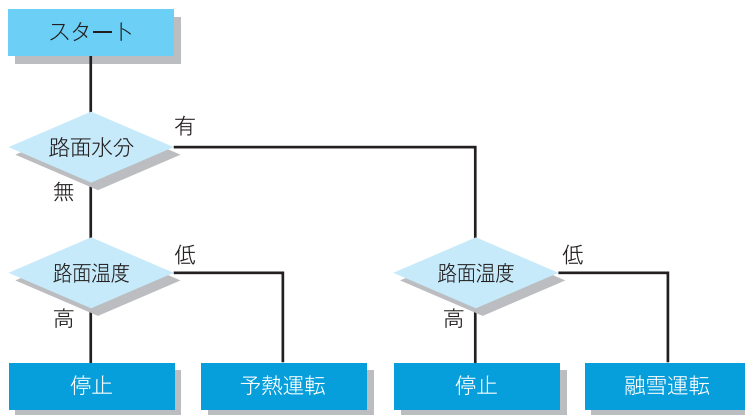 スタート
有
路面水分
無
低
低
路面温度
路面温度
高
高
停止
予熱運転
停止
融雪運転